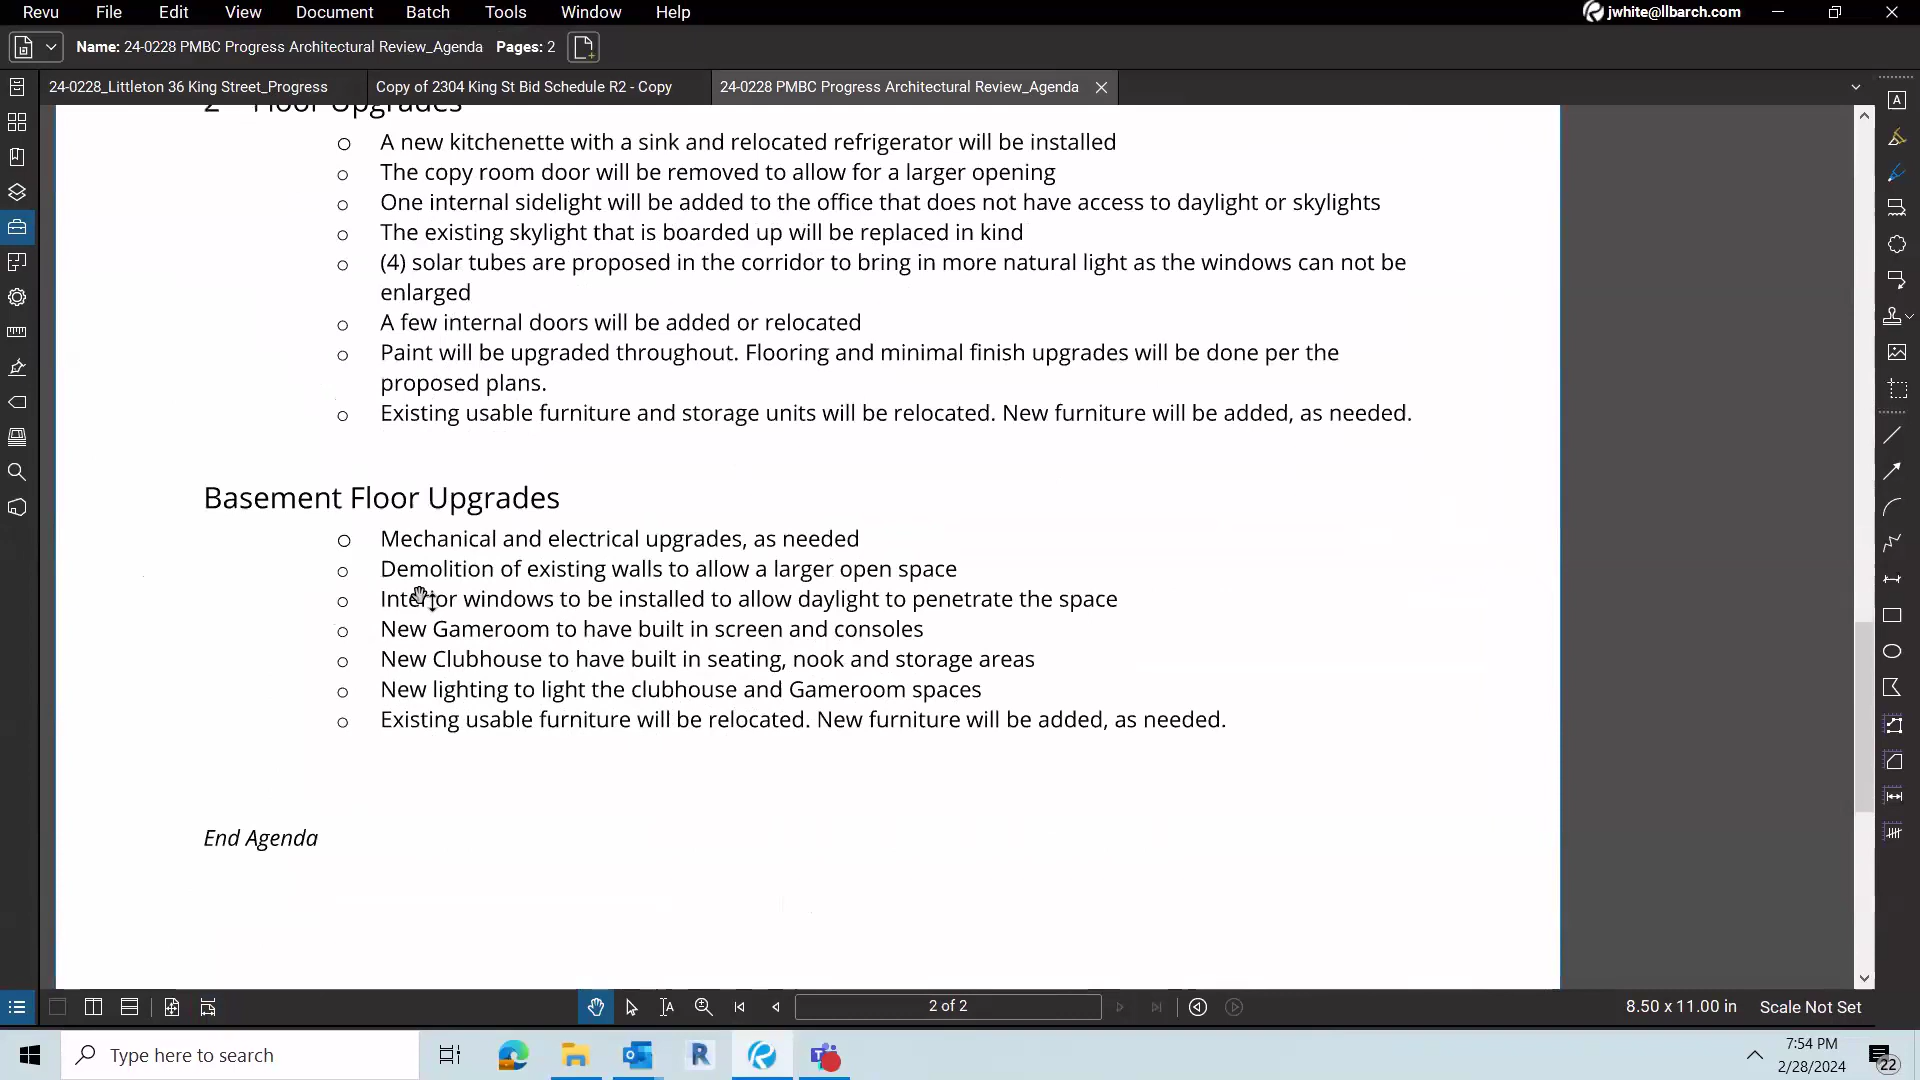 Revu File Edit View Document Batch Tools Window Help jwhite@llbarch.com
Name: 24-0228 PMBC Progress Architectural Review_Agenda Pages: 2
24-0228_Littleton 36 King Street_Progress Copy of 2304 King St Bid Schedule R2 - Copy 24-0228 PMBC Progress Architectural Review_Agenda
Floor Upgrades
o A new kitchenette with a sink and relocated refrigerator will be installed
o The copy room door will be removed to allow for a larger opening
o One internal sidelight will be added to the office that does not have access to daylight or skylights
o The existing skylight that is boarded up will be replaced in kind
o (4) solar tubes are proposed in the corridor to bring in more natural light as the windows can not be
enlarged
o A few internal doors will be added or relocated
o Paint will be upgraded throughout. Flooring and minimal finish upgrades will be done per the
proposed plans.
o Existing usable furniture and storage units will be relocated. New furniture will be added, as needed.
Basement Floor Upgrades
o Mechanical and electrical upgrades, as needed
o Demolition of existing walls to allow a larger open space
o Interior windows to be installed to allow daylight to penetrate the space
o New Gameroom to have built in screen and consoles
o New Clubhouse to have built in seating, nook and storage areas
o New lighting to light the clubhouse and Gameroom spaces
o Existing usable furniture will be relocated. New furniture will be added, as needed.
End Agenda
2 of 2 8.50 x 11.00 in Scale Not Set
Type here to search
7:54 PM
2/28/2024
22